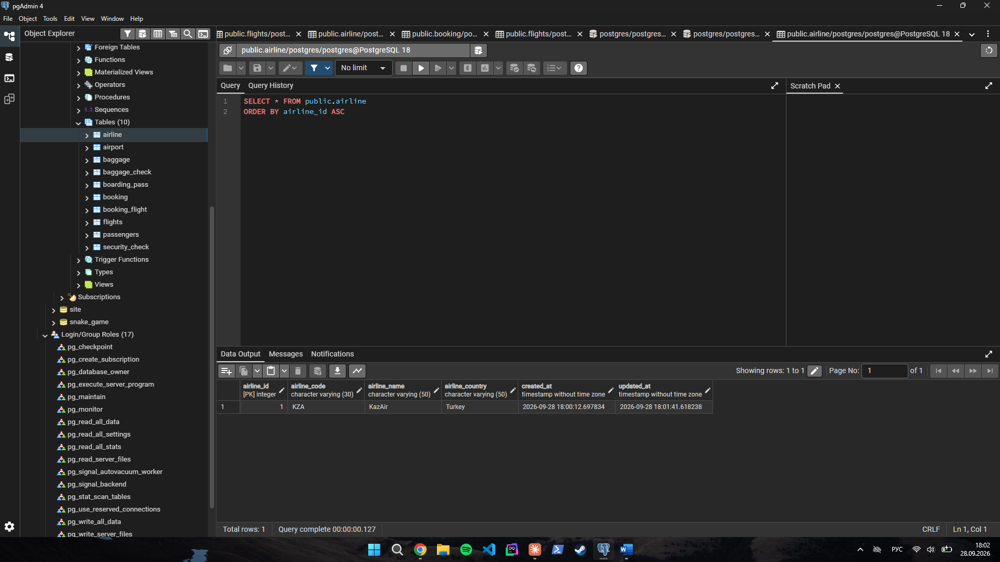 pgAdmin 4
File Object Tools Edit View Window Help
Object Explorer
public.flights/post...
public.airline/post...
public.booking/po...
public.flights/post...
postgres/postgres...
postgres/postgres...
public.airline/postgres/postgres@PostgreSQL 18
public.airline/postgres/postgres@PostgreSQL 18
No limit
Foreign Tables
Functions
Materialized Views
Operators
Procedures
1..3 Sequences
Tables (10)
airline
airport
baggage
baggage_check
boarding_pass
booking
booking_flight
flights
passengers
security_check
Trigger Functions
Types
Views
Subscriptions
site
snake_game
Login/Group Roles (17)
pg_checkpoint
pg_create_subscription
pg_database_owner
pg_execute_server_program
pg_maintain
pg_monitor
pg_read_all_data
pg_read_all_settings
pg_read_all_stats
pg_read_server_files
pg_signal_autovacuum_worker
pg_signal_backend
pg_stat_scan_tables
pg_use_reserved_connections
pg_write_all_data
pg_write_server_files
Query Query History
Scratch Pad
1 SELECT * FROM public.airline
2 ORDER BY airline_id ASC
Data Output Messages Notifications
Showing rows: 1 to 1 Page No: 1 of 1
airline_id airline_code airline_name airline_country created_at updated_at
[PK] integer character varying (30) character varying (50) character varying (50) timestamp without time zone timestamp without time zone
1 1 KZA KazAir Turkey 2026-09-28 18:00:12.697834 2026-09-28 18:01:41.618238
Total rows: 1 Query complete 00:00:00.127
CRLF Ln 1, Col 1
DG
РУС
18:02
28.09.2026